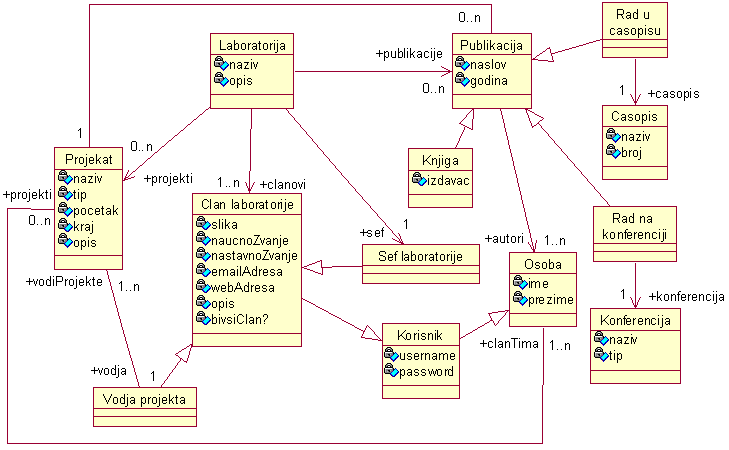 0..n
Rad u
casopisu
Laboratorija
naziv
opis
+publikacije
0..n
Publikacija
naslov
godina
1
+casopis
Casopis
naziv
broj
1
0..n
+projekti
Projekat
naziv
tip
pocetak
kraj
opis
+projekti
0..n
1..n
+clanovi
Knjiga
izdavac
Clan laboratorije
slika
naucnoZvanje
nastavnoZvanje
emailAdresa
webAdresa
opis
bivsiClan?
1
+sef
Sef laboratorije
+autori
1..n
Rad na
konferenciji
Osoba
ime
prezime
+vodiProjekte
1..n
1
+konferencija
Konferencija
naziv
tip
Korisnik
username
password
+clanTima
1..n
+vodja
1
Vodja projekta